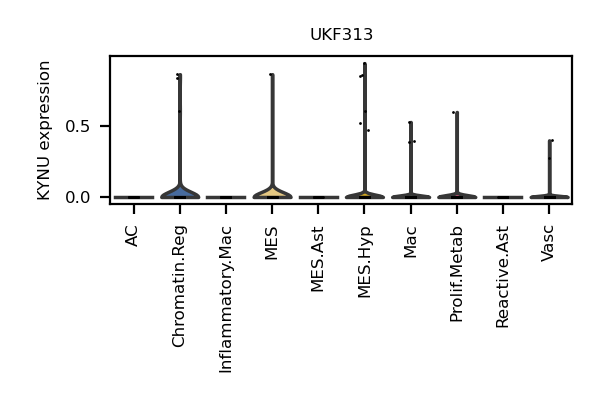 UKF313
KYNU expression
0.5
0.0
AC
Chromatin.Reg
Inflammatory.Mac
MES
MES.Ast
MES.Hyp
Mac
Prolif.Metab
Reactive.Ast
Vasc